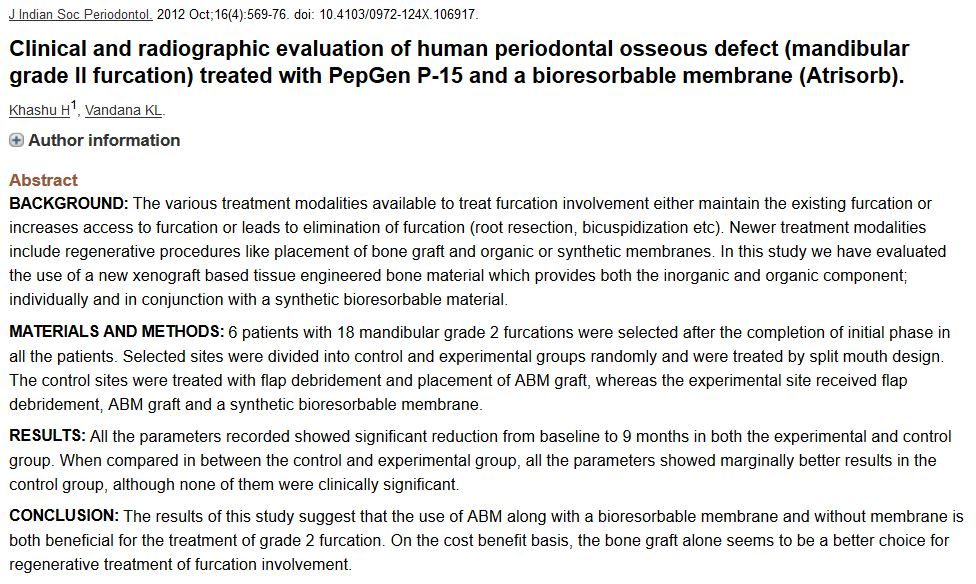 J Indian Soc Periodontol. 2012 Oct;16(4):569-76. doi: 10.4103/0972-124X.106917.
Clinical and radiographic evaluation of human periodontal osseous defect (mandibular
grade II furcation) treated with PepGen P-15 and a bioresorbable membrane (Atrisorb).
Khashu H1, Vandana KL.
Author information
Abstract
BACKGROUND: The various treatment modalities available to treat furcation involvement either maintain the existing furcation or
increases access to furcation or leads to elimination of furcation (root resection, bicuspidization etc). Newer treatment modalities
include regenerative procedures like placement of bone graft and organic or synthetic membranes. In this study we have evaluated
the use of a new xenograft based tissue engineered bone material which provides both the inorganic and organic component;
individually and in conjunction with a synthetic bioresorbable material.
MATERIALS AND METHODS: 6 patients with 18 mandibular grade 2 furcations were selected after the completion of initial phase in
all the patients. Selected sites were divided into control and experimental groups randomly and were treated by split mouth design.
The control sites were treated with flap debridement and placement of ABM graft, whereas the experimental site received flap
debridement, ABM graft and a synthetic bioresorbable membrane.
RESULTS: All the parameters recorded showed significant reduction from baseline to 9 months in both the experimental and control
group. When compared in between the control and experimental group, all the parameters showed marginally better results in the
control group, although none of them were clinically significant.
CONCLUSION: The results of this study suggest that the use of ABM along with a bioresorbable membrane and without membrane is
both beneficial for the treatment of grade 2 furcation. On the cost benefit basis, the bone graft alone seems to be a better choice for
regenerative treatment of furcation involvement.